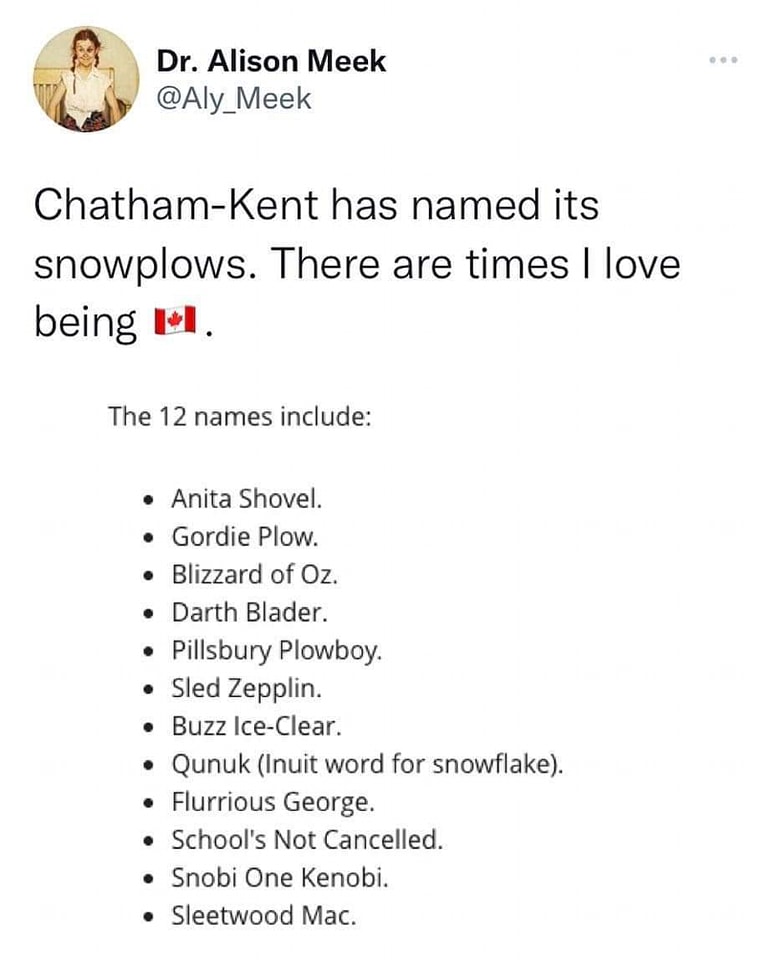 Dr. Alison Meek
@Aly_Meek
Chatham-Kent has named its
snowplows. There are times I love
being 🇨🇦.
The 12 names include:
• Anita Shovel.
• Gordie Plow.
• Blizzard of Oz.
• Darth Blader.
• Pillsbury Plowboy.
• Sled Zepplin.
• Buzz Ice-Clear.
• Qunuk (Inuit word for snowflake).
• Flurrious George.
• School's Not Cancelled.
• Snobi One Kenobi.
• Sleetwood Mac.